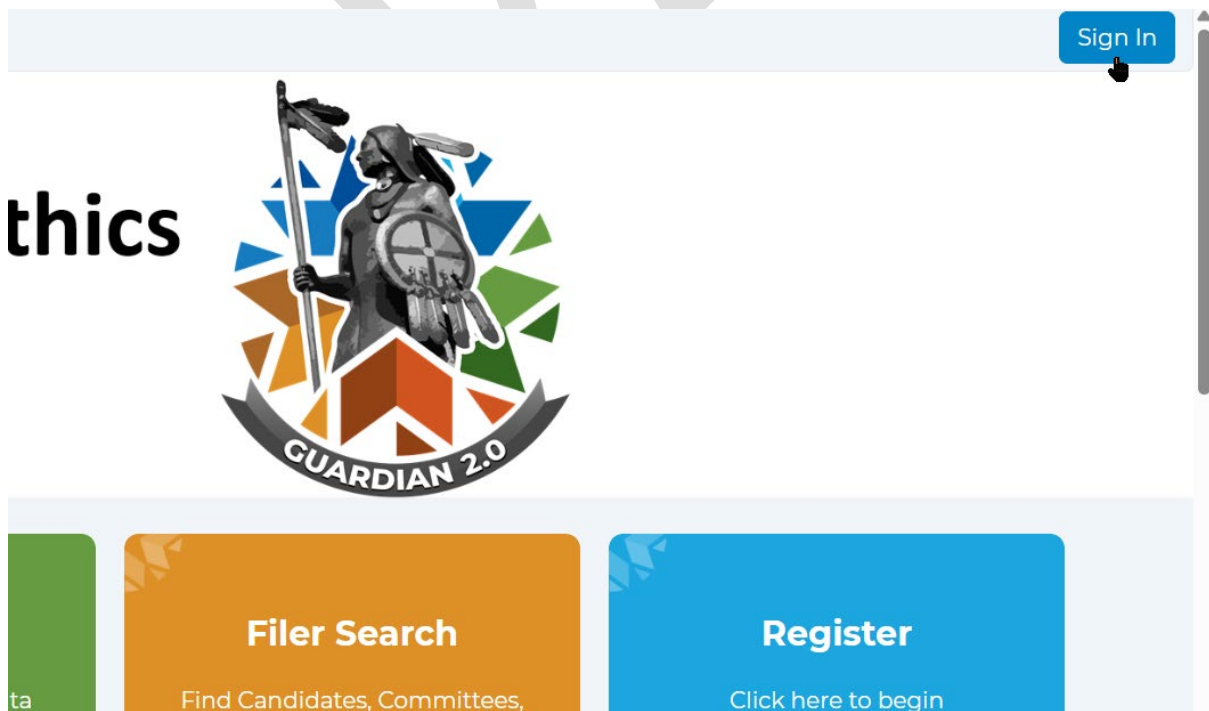 Sign In
thics
GUARDIAN 2.0
Filer Search
Register
ta
Find Candidates, Committees,
Click here to begin